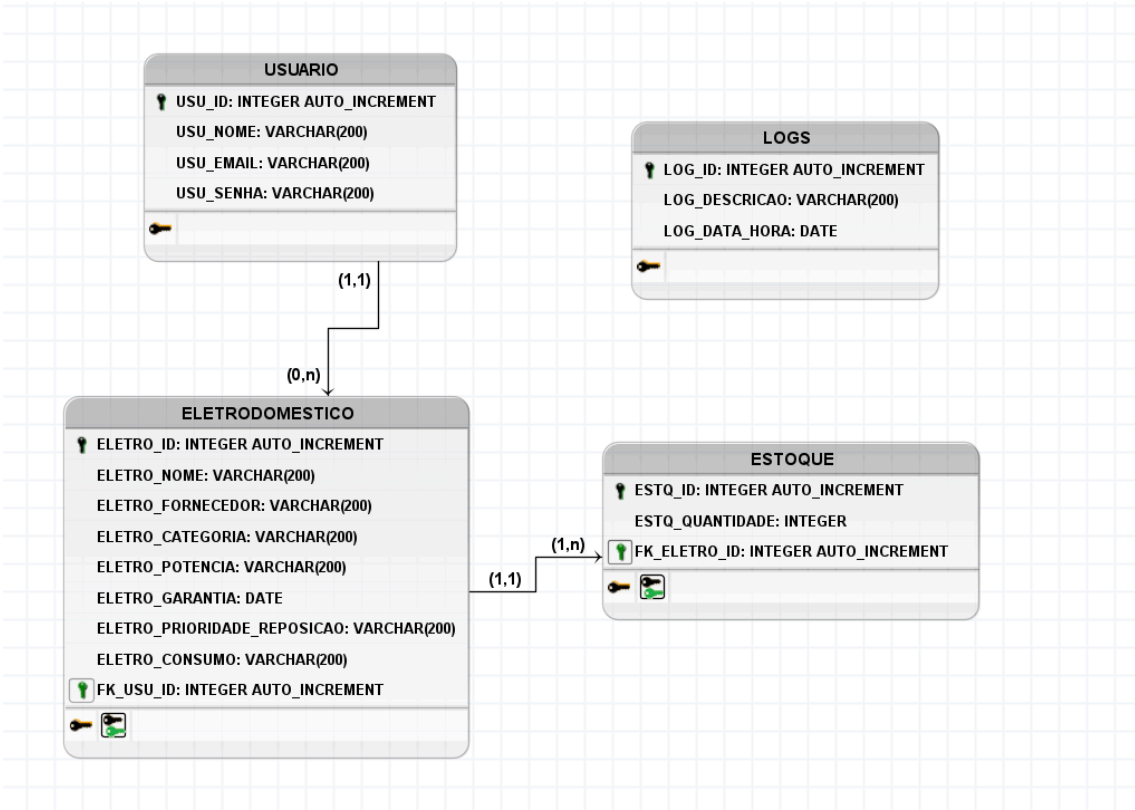 USUARIO
USU_ID: INTEGER AUTO_INCREMENT
USU_NOME: VARCHAR(200)
USU_EMAIL: VARCHAR(200)
USU_SENHA: VARCHAR(200)
LOGS
LOG_ID: INTEGER AUTO_INCREMENT
LOG_DESCRICAO: VARCHAR(200)
LOG_DATA_HORA: DATE
(1,1)
(0,n)
ELETRODOMESTICO
ELETRO_ID: INTEGER AUTO_INCREMENT
ELETRO_NOME: VARCHAR(200)
ELETRO_FORNECEDOR: VARCHAR(200)
ELETRO_CATEGORIA: VARCHAR(200)
ELETRO_POTENCIA: VARCHAR(200)
ELETRO_GARANTIA: DATE
ELETRO_PRIORIDADE_REPOSICAO: VARCHAR(200)
ELETRO_CONSUMO: VARCHAR(200)
FK_USU_ID: INTEGER AUTO_INCREMENT
(1,1)
(1,n)
ESTOQUE
ESTQ_ID: INTEGER AUTO_INCREMENT
ESTQ_QUANTIDADE: INTEGER
FK_ELETRO_ID: INTEGER AUTO_INCREMENT